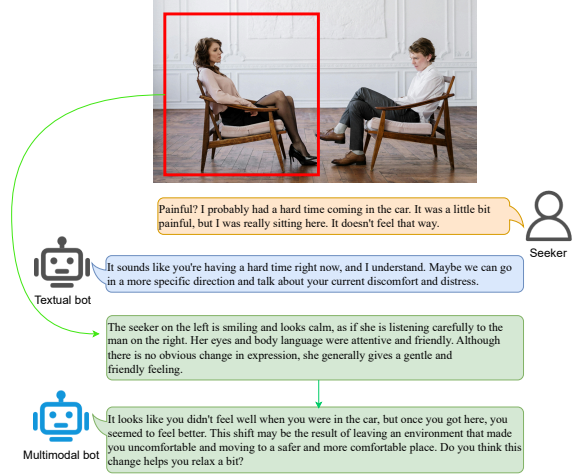 Painful? I probably had a hard time coming in the car. It was a little bit
painful, but I was really sitting here. It doesn't feel that way.
Seeker
It sounds like you're having a hard time right now, and I understand. Maybe we can go
in a more specific direction and talk about your current discomfort and distress.
Textual bot
The seeker on the left is smiling and looks calm, as if she is listening carefully to the
man on the right. Her eyes and body language were attentive and friendly. Although
there is no obvious change in expression, she generally gives a gentle and
friendly feeling.
It looks like you didn't feel well when you were in the car, but once you got here, you
seemed to feel better. This shift may be the result of leaving an environment that made
you uncomfortable and moving to a safer and more comfortable place. Do you think this
change helps you relax a bit?
Multimodal bot